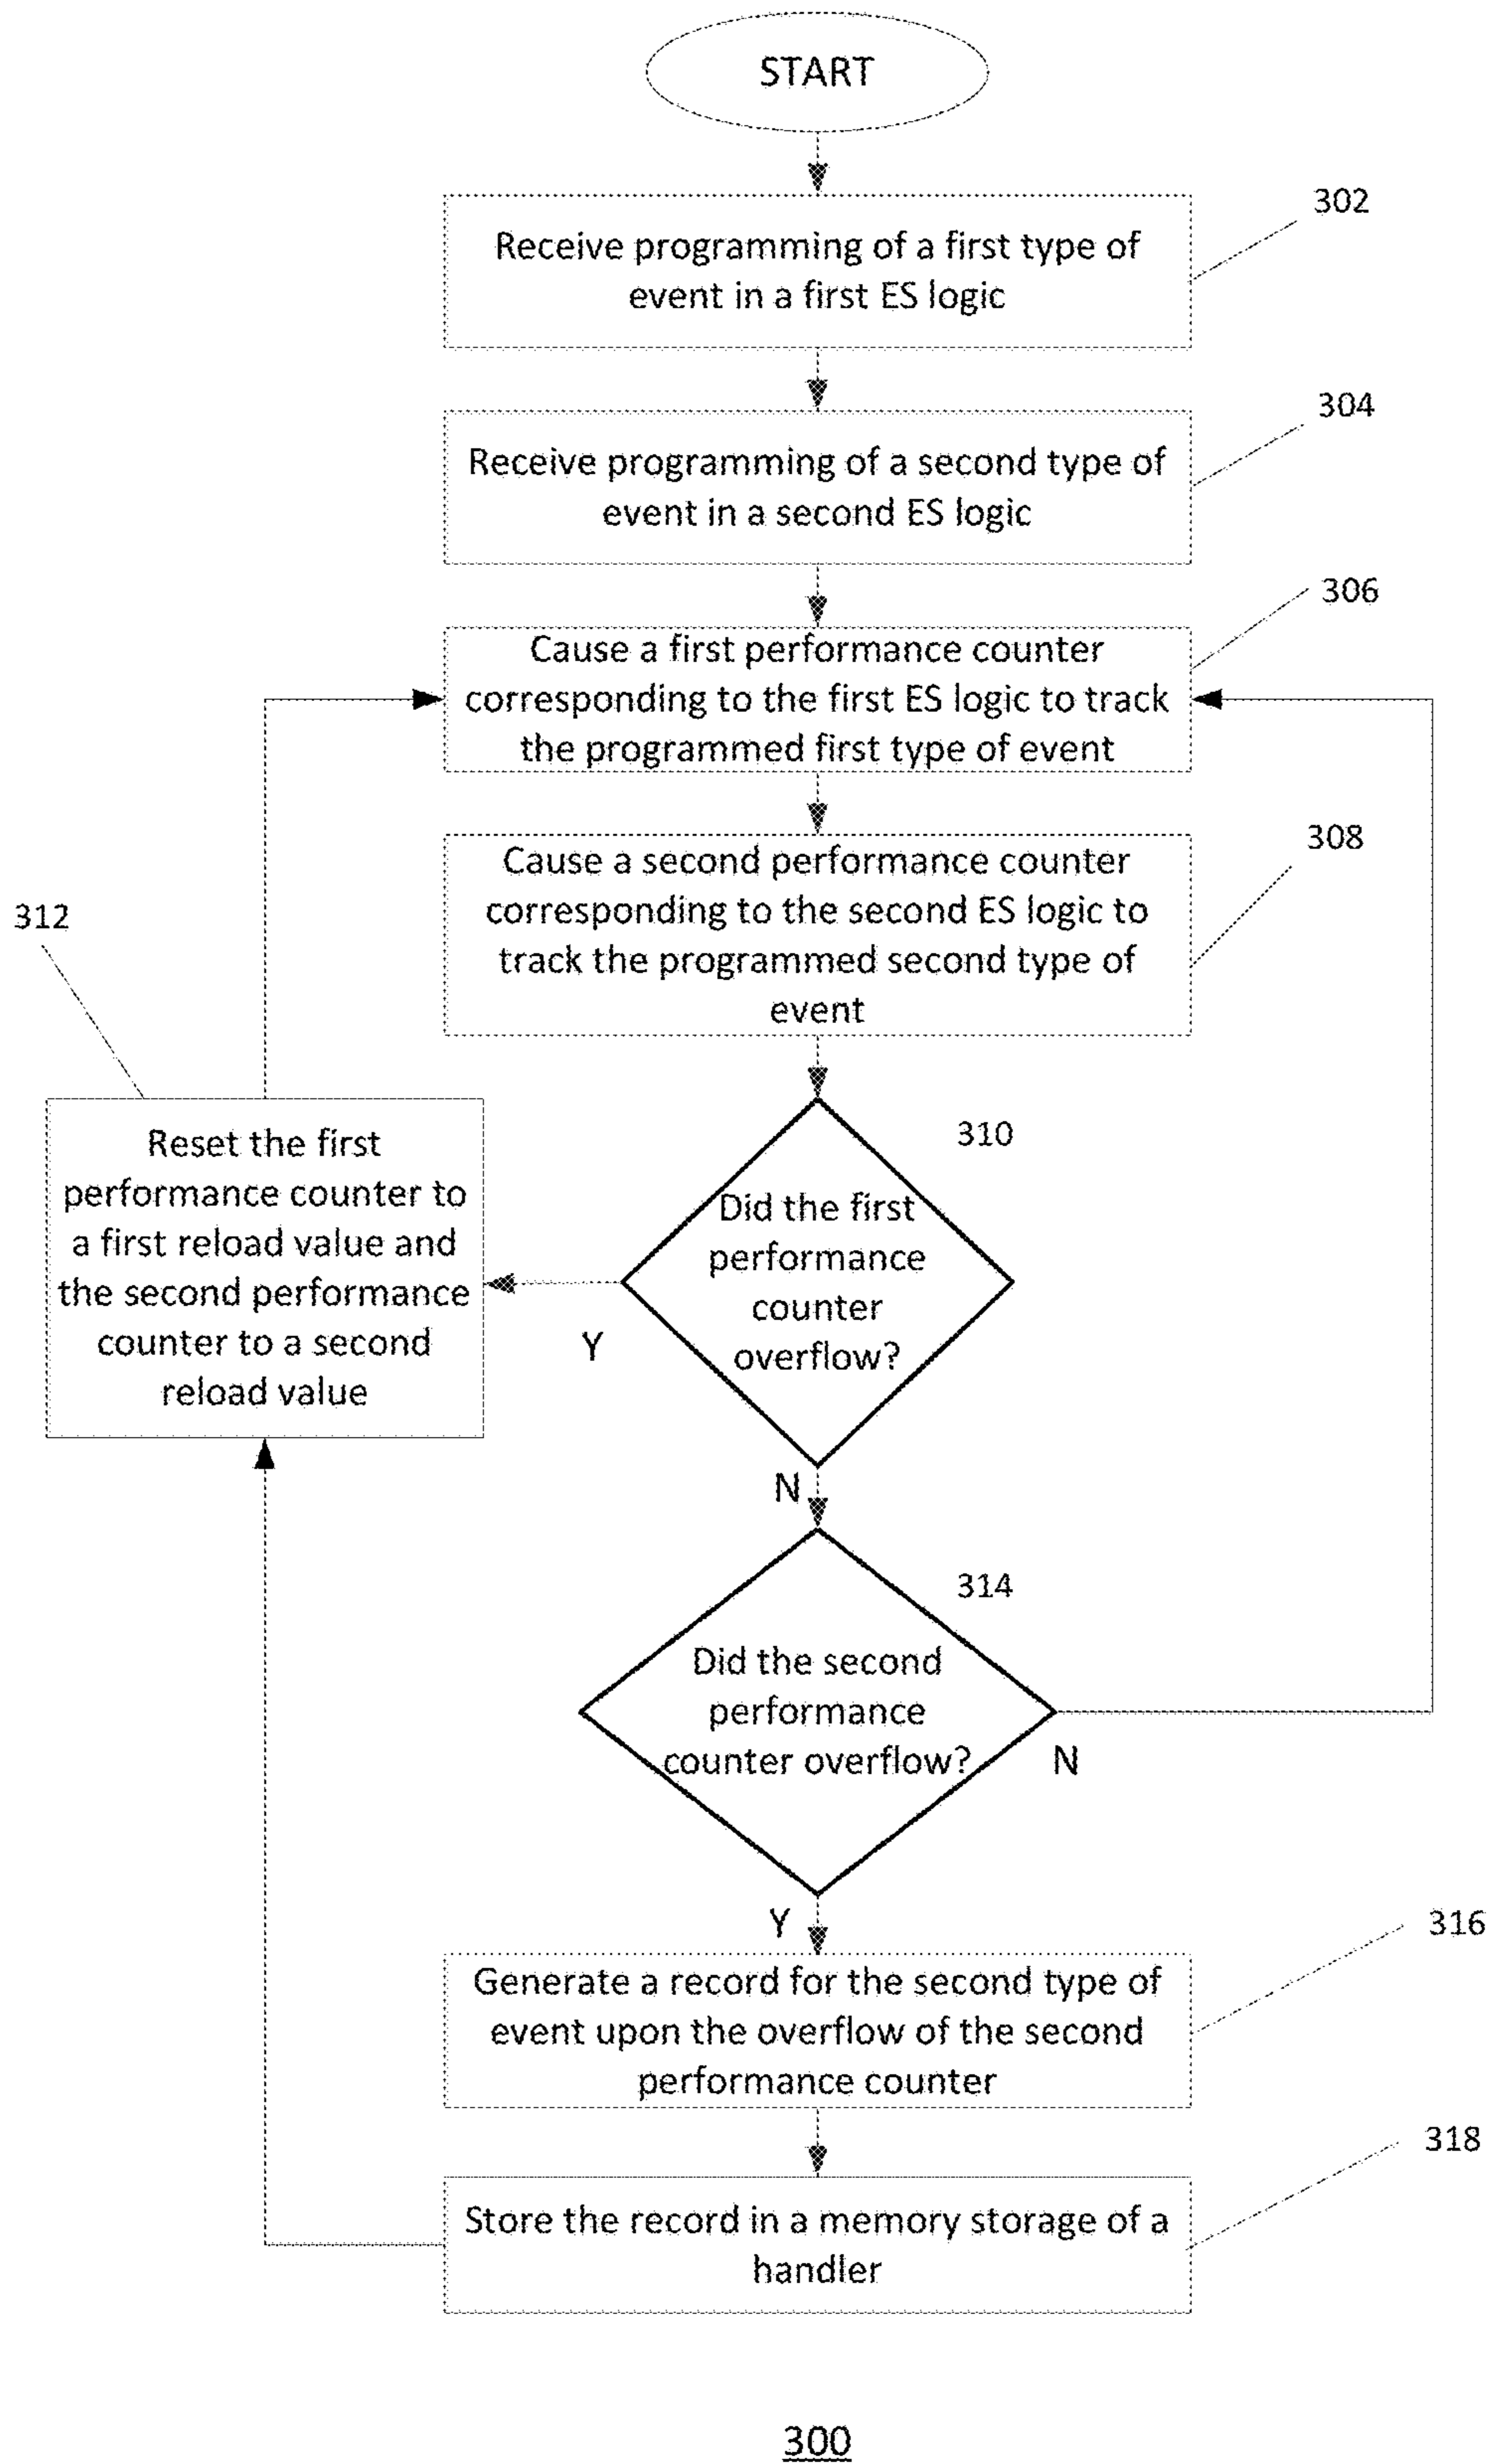 START
302
Receive programming of a first type of
event in a first ES logic
304
Receive programming of a second type of
event in a second ES logic
306
Cause a first performance counter
corresponding to the first ES logic to track
the programmed first type of event
308
Cause a second performance counter
corresponding to the second ES logic to
track the programmed second type of
event
312
Reset the first
performance counter to
a first reload value and
the second performance
counter to a second
reload value
310
Did the first
performance
counter
overflow?
Y
N
314
Did the second
performance
counter overflow?
N
Y
316
Generate a record for the second type of
event upon the overflow of the second
performance counter
318
Store the record in a memory storage of a
handler
300